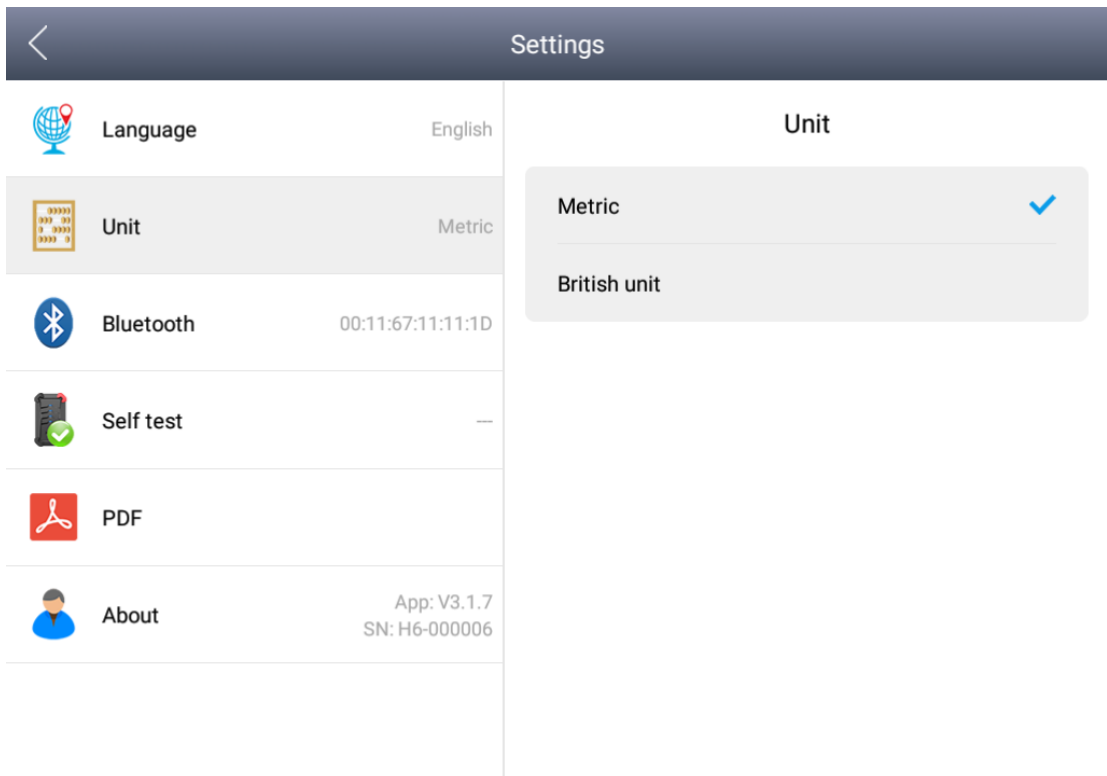 Settings
Language
English
Unit
Metric
Bluetooth
00:11:67:11:11:1D
Self test
---
PDF
About
App: V3.1.7
SN: H6-000006
Unit
Metric
British unit